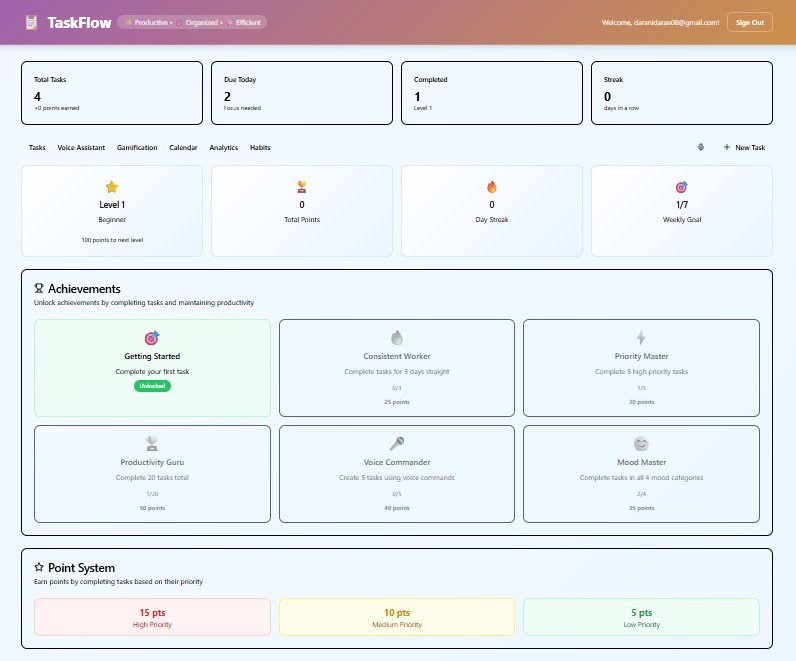 TaskFlow
Productive • Organized • Efficient
Welcome, daranidaran08@gmail.com!
Sign Out
Total Tasks
4
+0 points earned
Due Today
2
Focus needed
Completed
1
Level 1
Streak
0
days in a row
Tasks Voice Assistant Gamification Calendar Analytics Habits
+ New Task
Level 1
Beginner
100 points to next level
0
Total Points
0
Day Streak
1/7
Weekly Goal
Achievements
Unlock achievements by completing tasks and maintaining productivity
Getting Started
Complete your first task
Unlocked
Consistent Worker
Complete tasks for 3 days straight
0/3
25 points
Priority Master
Complete 5 high priority tasks
1/5
30 points
Productivity Guru
Complete 20 tasks total
1/20
50 points
Voice Commander
Create 5 tasks using voice commands
0/5
40 points
Mood Master
Complete tasks in all 4 mood categories
2/4
35 points
Point System
Earn points by completing tasks based on their priority
15 pts
High Priority
10 pts
Medium Priority
5 pts
Low Priority